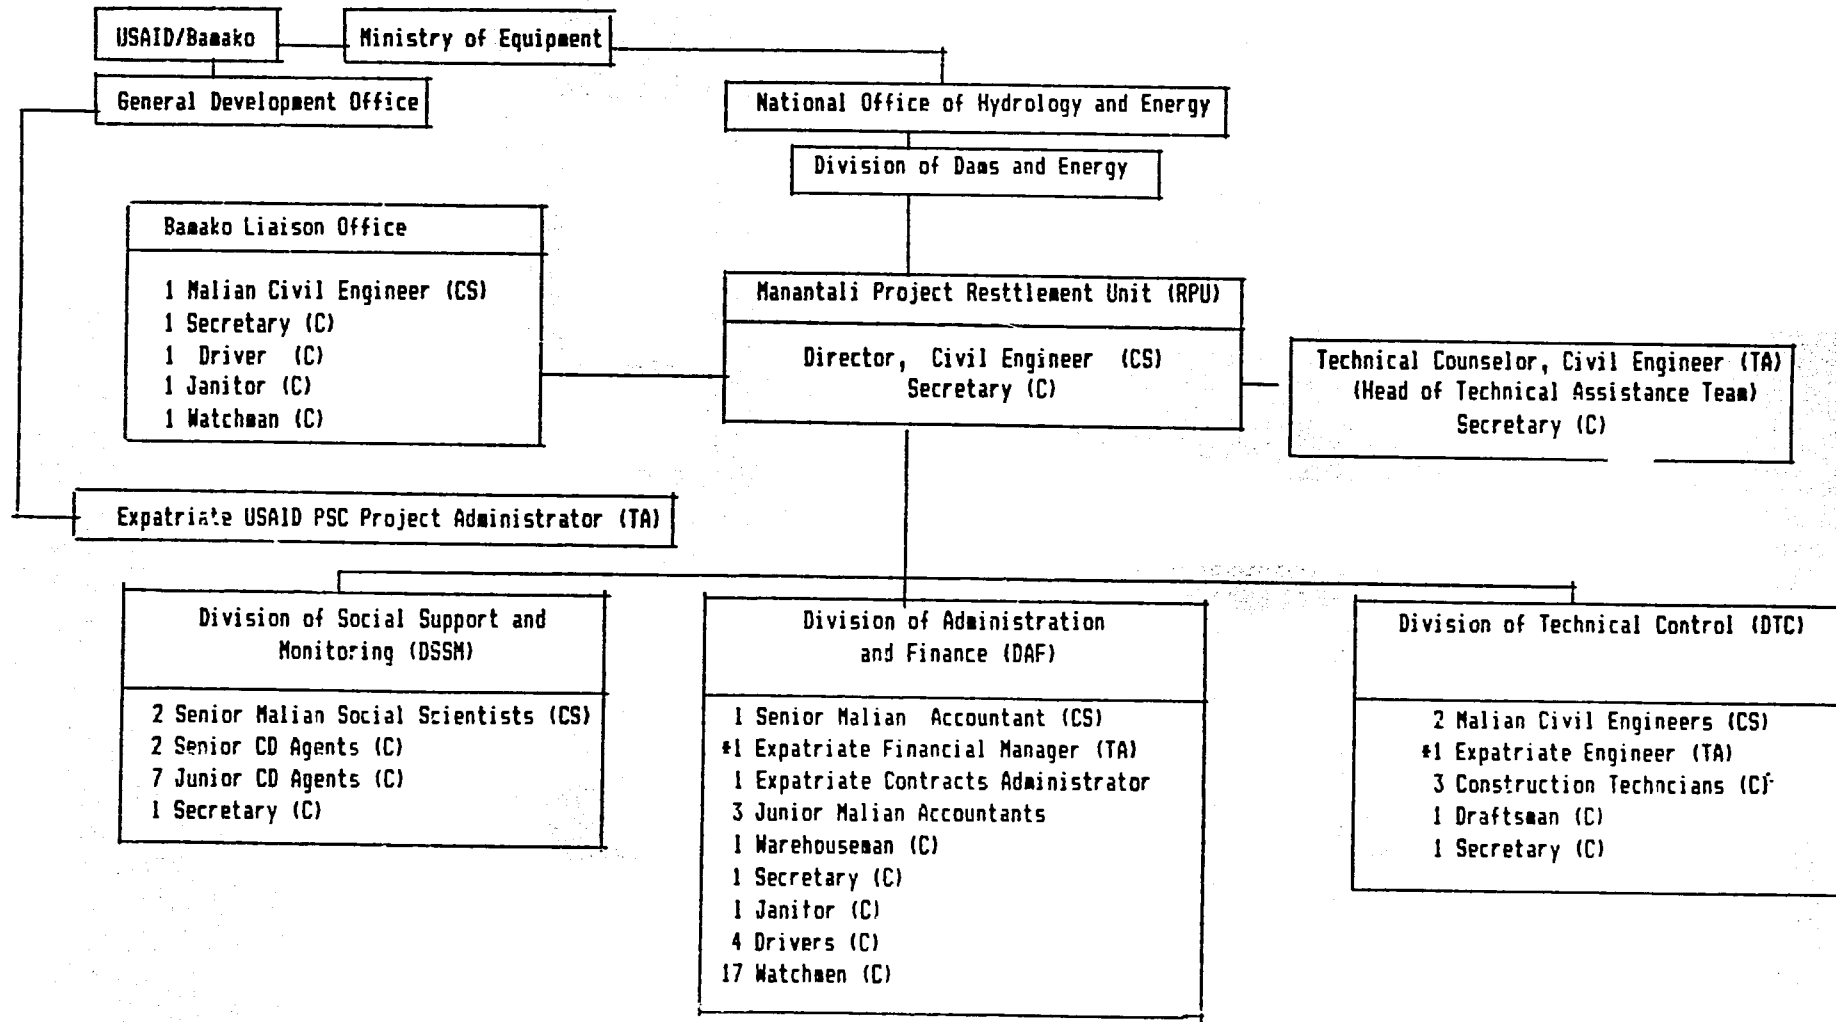 USAID/Bamako
Ministry of Equipment
General Development Office
National Office of Hydrology and Energy
Division of Dams and Energy
Bamako Liaison Office
1 Malian Civil Engineer (CS)
1 Secretary (C)
1 Driver (C)
1 Janitor (C)
1 Watchman (C)
Manantali Project Resttlement Unit (RPU)
Director, Civil Engineer (CS)
Secretary (C)
Technical Counselor, Civil Engineer (TA)
(Head of Technical Assistance Team)
Secretary (C)
Expatriate USAID PSC Project Administrator (TA)
Division of Social Support and
Monitoring (DSSM)
2 Senior Malian Social Scientists (CS)
2 Senior CD Agents (C)
7 Junior CD Agents (C)
1 Secretary (C)
Division of Administration
and Finance (DAF)
1 Senior Malian Accountant (CS)
*1 Expatriate Financial Manager (TA)
1 Expatriate Contracts Administrator
3 Junior Malian Accountants
1 Warehouseman (C)
1 Secretary (C)
1 Janitor (C)
4 Drivers (C)
17 Watchmen (C)
Division of Technical Control (DTC)
2 Malian Civil Engineers (CS)
*1 Expatriate Engineer (TA)
3 Construction Techncians (C)
1 Draftsman (C)
1 Secretary (C)